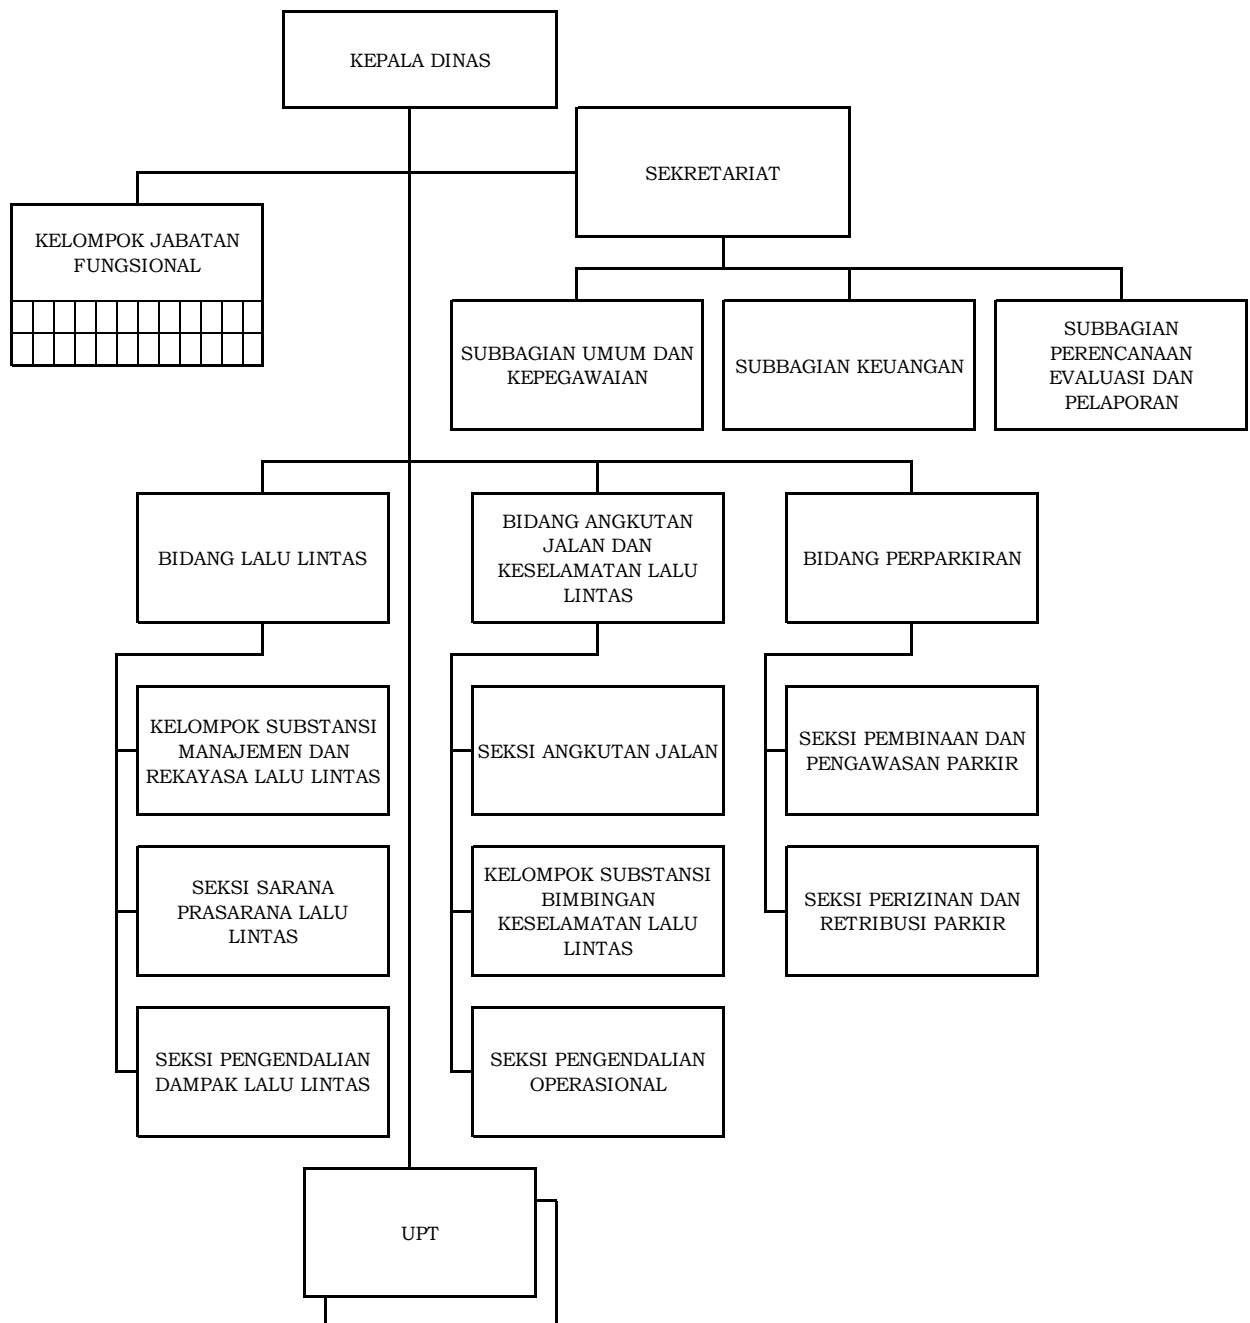 KEPALA DINAS
SEKRETARIAT
KELOMPOK JABATAN
FUNGSIONAL
SUBBAGIAN UMUM DAN
KEPEGAWAIAN
SUBBAGIAN KEUANGAN
SUBBAGIAN
PERENCANAAN
EVALUASI DAN
PELAPORAN
BIDANG LALU LINTAS
BIDANG ANGKUTAN
JALAN DAN
KESELAMATAN LALU
LINTAS
BIDANG PERPARKIRAN
KELOMPOK SUBSTANSI
MANAJEMEN DAN
REKAYASA LALU LINTAS
SEKSI ANGKUTAN JALAN
SEKSI PEMBINAAN DAN
PENGAWASAN PARKIR
SEKSI SARANA
PRASARANA LALU
LINTAS
KELOMPOK SUBSTANSI
BIMBINGAN
KESELAMATAN LALU
LINTAS
SEKSI PERIZINAN DAN
RETRIBUSI PARKIR
SEKSI PENGENDALIAN
DAMPAK LALU LINTAS
SEKSI PENGENDALIAN
OPERASIONAL
UPT